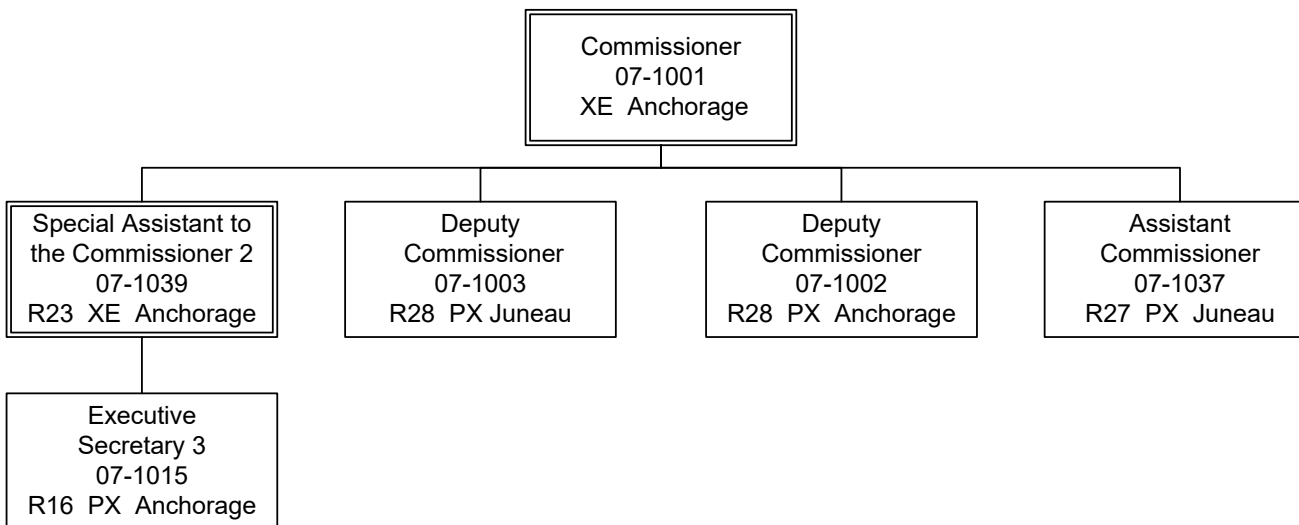 Commissioner
07-1001
XE Anchorage
Special Assistant to
the Commissioner 2
07-1039
R23 XE Anchorage
Deputy
Commissioner
07-1003
R28 PX Juneau
Deputy
Commissioner
07-1002
R28 PX Anchorage
Assistant
Commissioner
07-1037
R27 PX Juneau
Executive
Secretary 3
07-1015
R16 PX Anchorage